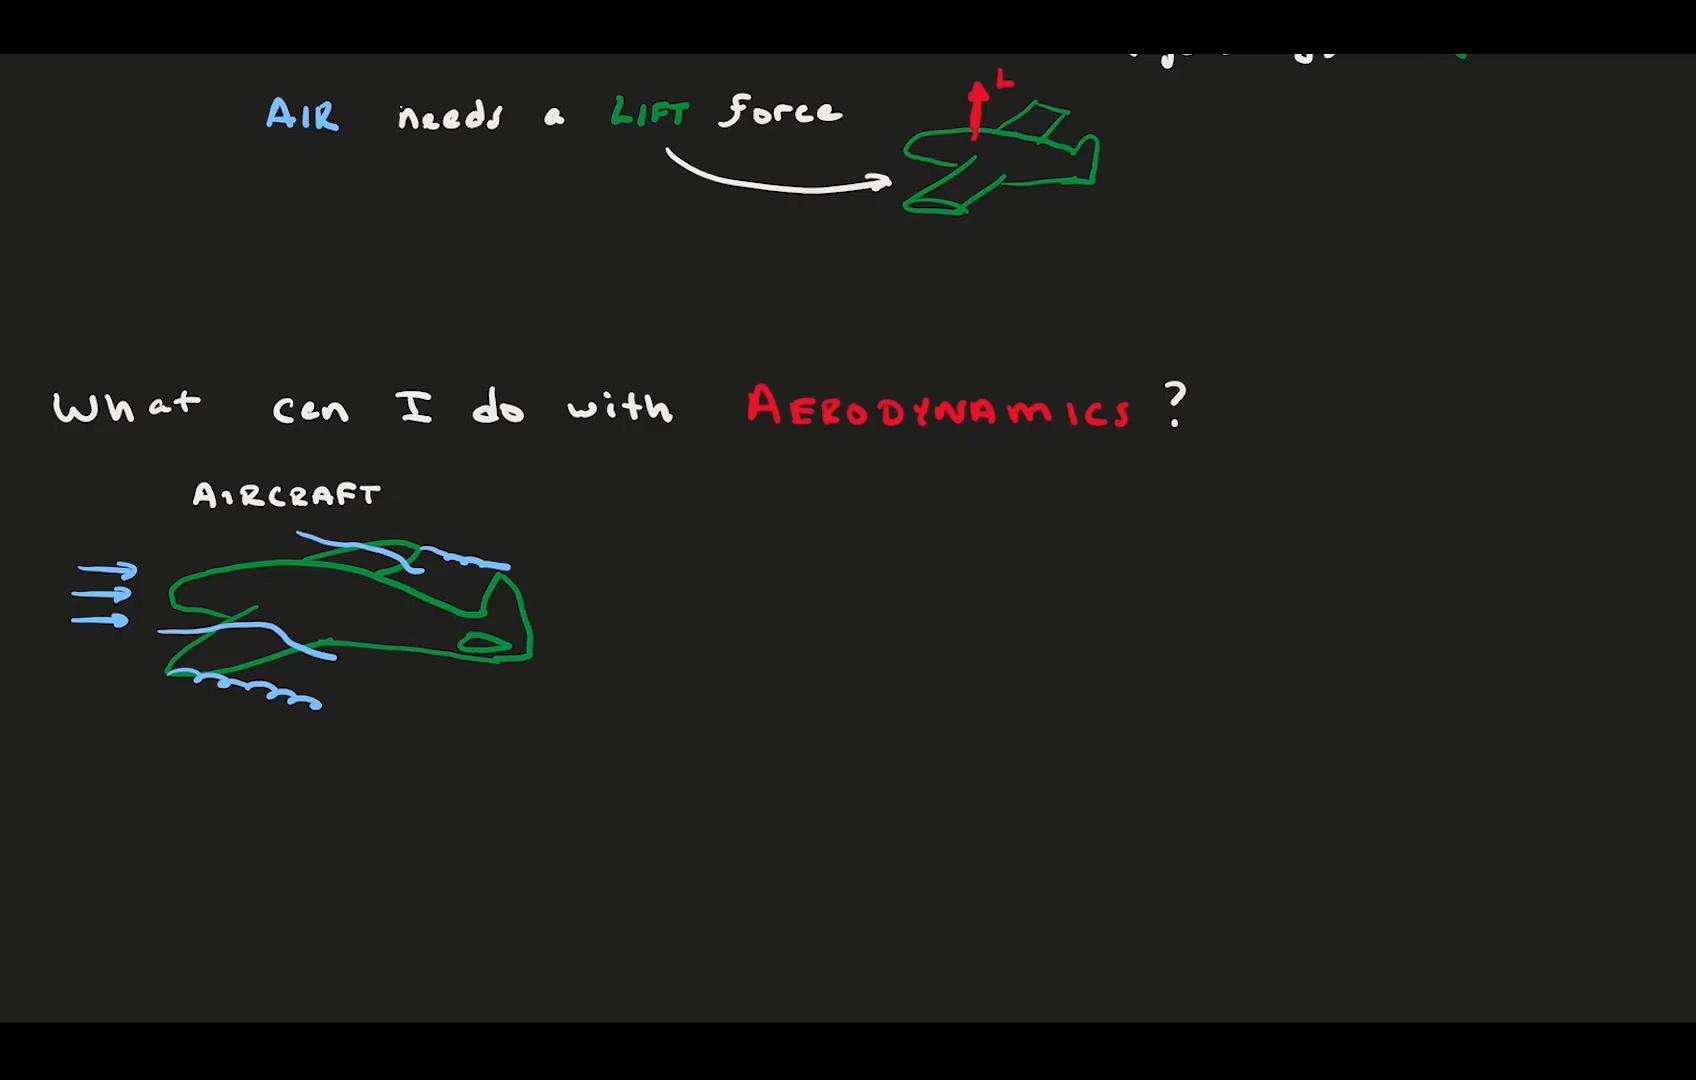 L
AIR needs a LIFT force
What can I do with AERODYNAMICS?
AIRCRAFT